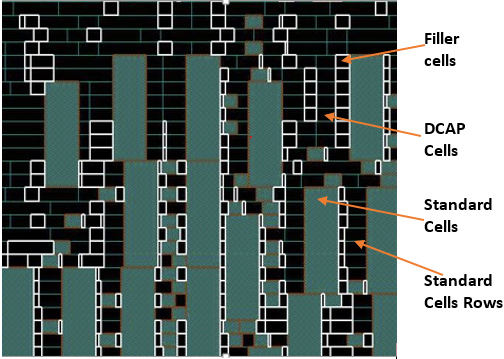 Filler
cells
DCAP
Cells
Standard
Cells
Standard
Cells Rows